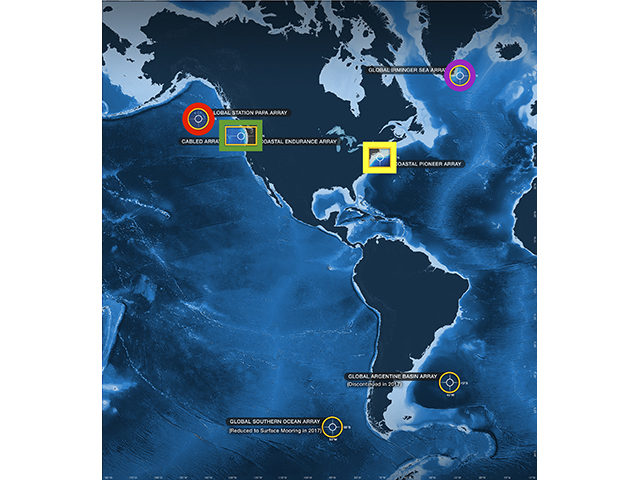 GLOBAL IRMINGER SEA ARRAY
LOBAL STATION PAPA ARRAY
CABLED ARRAY
COASTAL ENDURANCE ARRAY
COASTAL PIONEER ARRAY
GLOBAL ARGENTINE BASIN ARRAY
(Discontinued in 2017)
GLOBAL SOUTHERN OCEAN ARRAY
(Reduced to Surface Mooring in 2017)